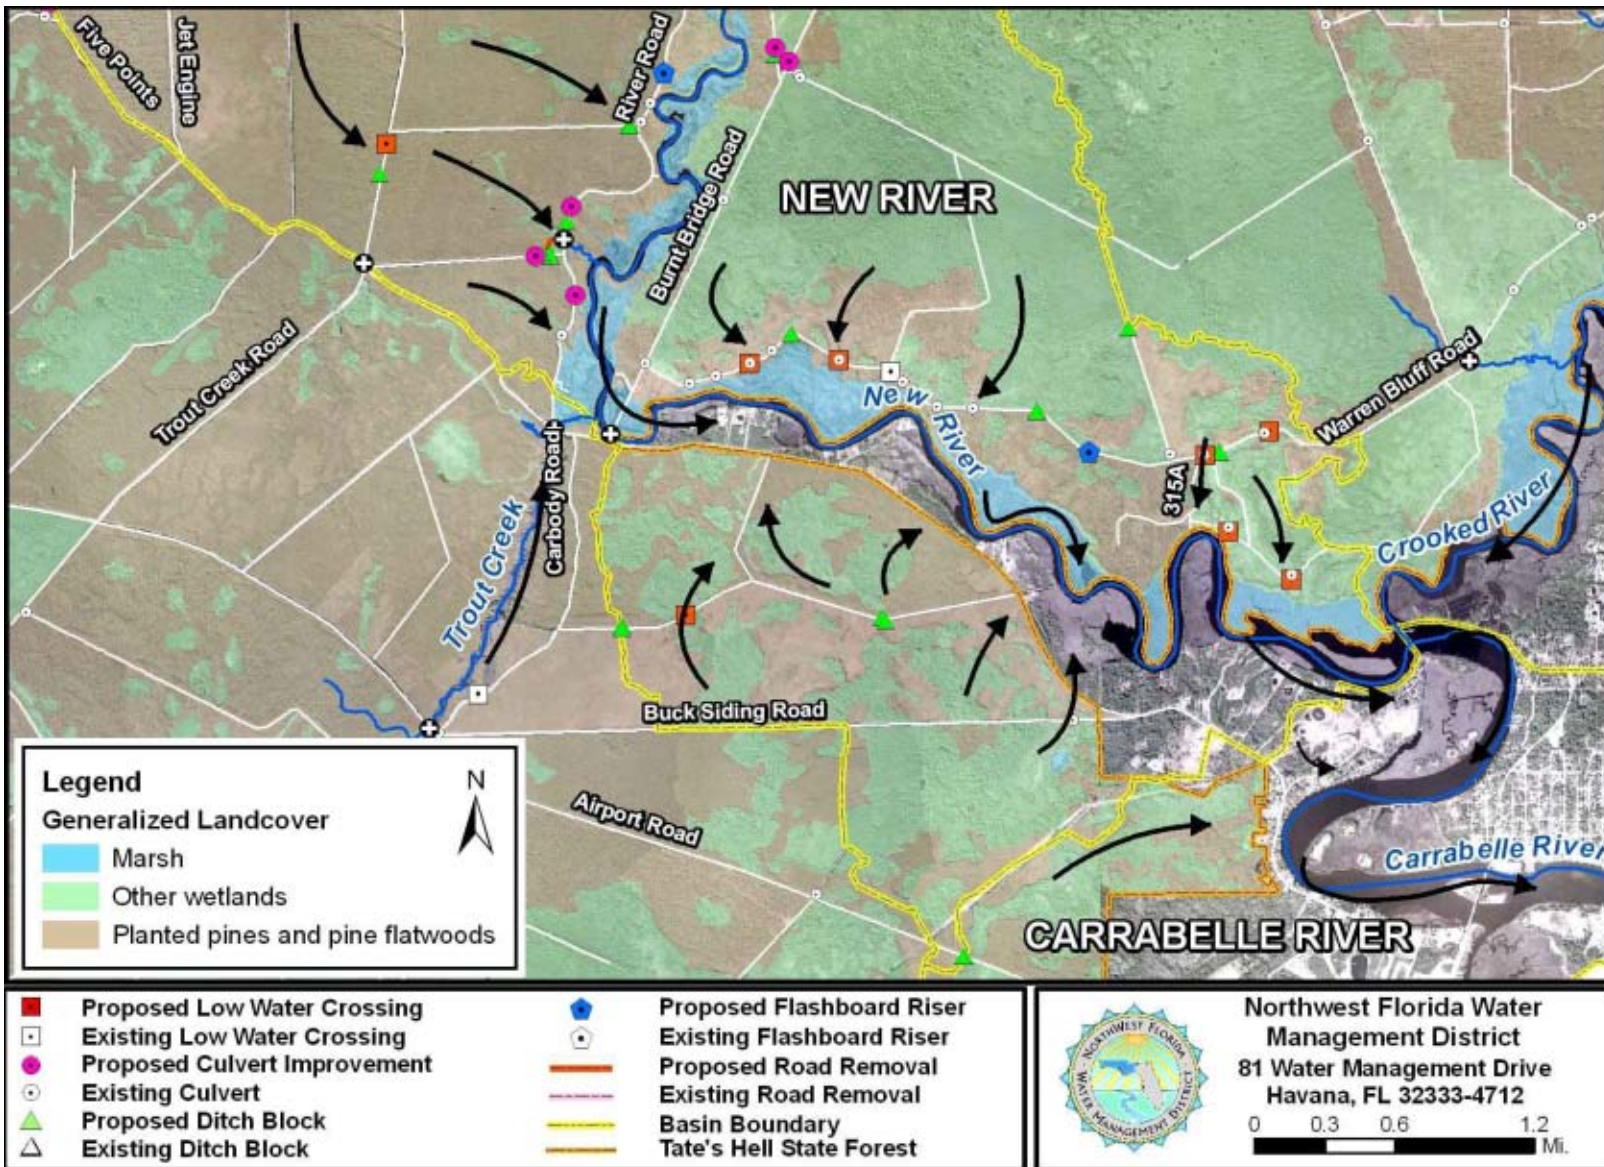 Five Points
Jet Engine
River Road
Burnt Bridge Road
NEW RIVER
Trout Creek Road
New
River
Warren Bluff Road
315A
Carbody Road
Trout Creek
Crooked River
Buck Siding Road
Airport Road
Carrabelle River
CARRABELLE RIVER
Legend
N
Generalized Landcover
Marsh
Other wetlands
Planted pines and pine flatwoods
Proposed Low Water Crossing
Existing Low Water Crossing
Proposed Culvert Improvement
Existing Culvert
Proposed Ditch Block
Existing Ditch Block
Proposed Flashboard Riser
Existing Flashboard Riser
Proposed Road Removal
Existing Road Removal
Basin Boundary
Tate's Hell State Forest
NORTHWEST FLORIDA
WATER MANAGEMENT DISTRICT
Northwest Florida Water
Management District
81 Water Management Drive
Havana, FL 32333-4712
0 0.3 0.6 1.2
Mi.